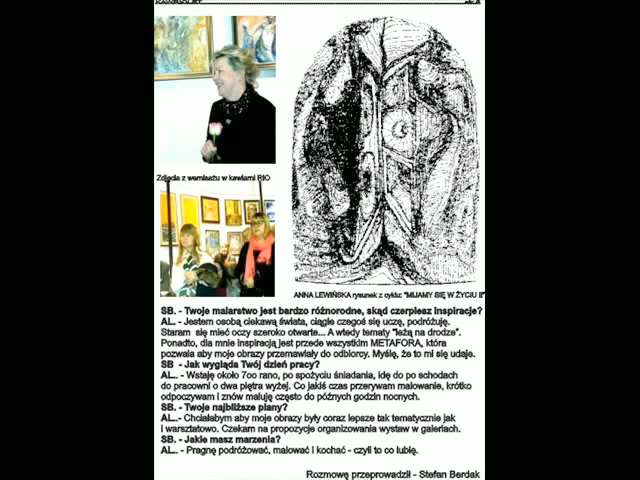 Zdjęcia z wernisażu w kawiarni RIO
ANNA LEWIŃSKA rysunek z cyklu: "MIJAMY SIĘ W ŻYCIU II"
SB. - Twoje malarstwo jest bardzo różnorodne, skąd czerpiesz inspiracje?
AL. - Jestem osobą ciekawą świata, ciągle czegoś się uczę, podróżuję.
Staram się mieć oczy szeroko otwarte... A wtedy tematy "leżą na drodze".
Ponadto, dla mnie inspiracją jest przede wszystkim METAFORA, która
pozwala aby moje obrazy przemawiały do odbiorcy. Myślę, że to mi się udaje.
SB - Jak wygląda Twój dzień pracy?
AL.. - Wstaję około 7oo rano, po spożyciu śniadania, idę do po schodach
do pracowni o dwa piętra wyżej. Co jakiś czas przerywam malowanie, krótko
odpoczywam i znów maluję często do późnych godzin nocnych.
SB. - Twoje najbliższe plany?
AL..- Chciałabym aby moje obrazy były coraz lepsze tak tematycznie jak
i warsztatowo. Czekam na propozycje organizowania wystaw w galeriach.
SB. - Jakie masz marzenia?
AL.. - Pragnę podróżować, malować i kochać - czyli to co lubię.
Rozmowę przeprowadził - Stefan Berdak